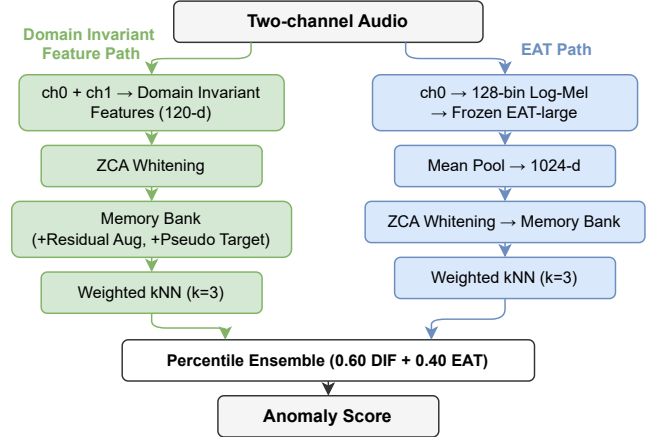 Two-channel Audio
Domain Invariant
Feature Path
ch0 + ch1 → Domain Invariant
Features (120-d)
ZCA Whitening
Memory Bank
(+Residual Aug, +Pseudo Target)
Weighted kNN (k=3)
EAT Path
ch0 → 128-bin Log-Mel
→ Frozen EAT-large
Mean Pool → 1024-d
ZCA Whitening → Memory Bank
Weighted kNN (k=3)
Percentile Ensemble (0.60 DIF + 0.40 EAT)
Anomaly Score